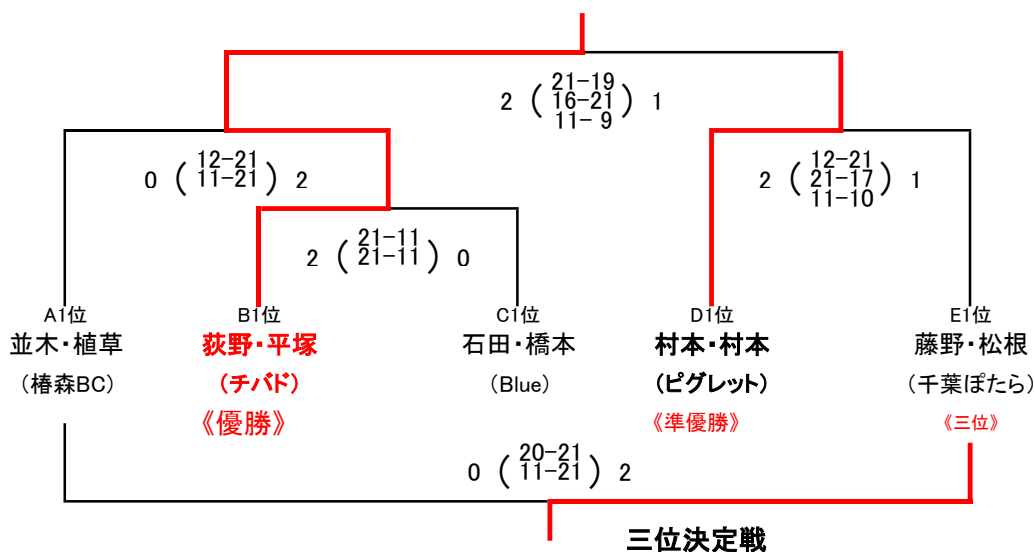 2 ( 21-19 16-21 11- 9 ) 1
0 ( 12-21 11-21 ) 2
2 ( 12-21 21-17 11-10 ) 1
2 ( 21-11 21-11 ) 0
A1位 B1位 C1位 D1位 E1位
並木・植草 荻野・平塚 石田・橋本 村本・村本 藤野・松根
(椿森BC) (チバド) (Blue) (ピグレット) (千葉ぽたら)
《優勝》 《準優勝》 《三位》
0 ( 20-21 11-21 ) 2
三位決定戦